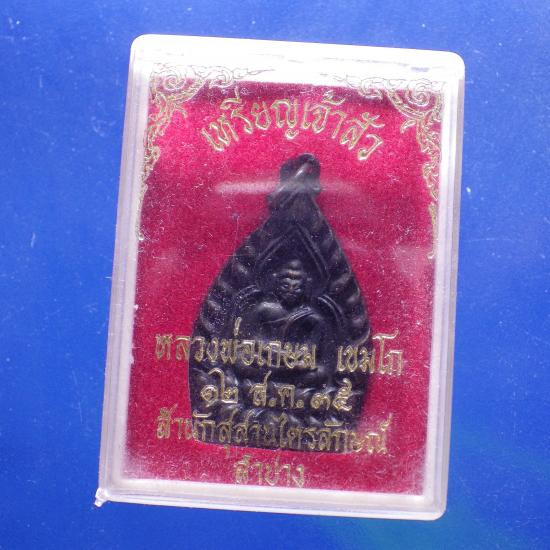 เหรียญเจ้าสัว
หลวงพ่อเกษม เขมโก
๑๒ ส.ค. ๓๕
สำนักสุสานไตรลักษณ์
ลำปาง